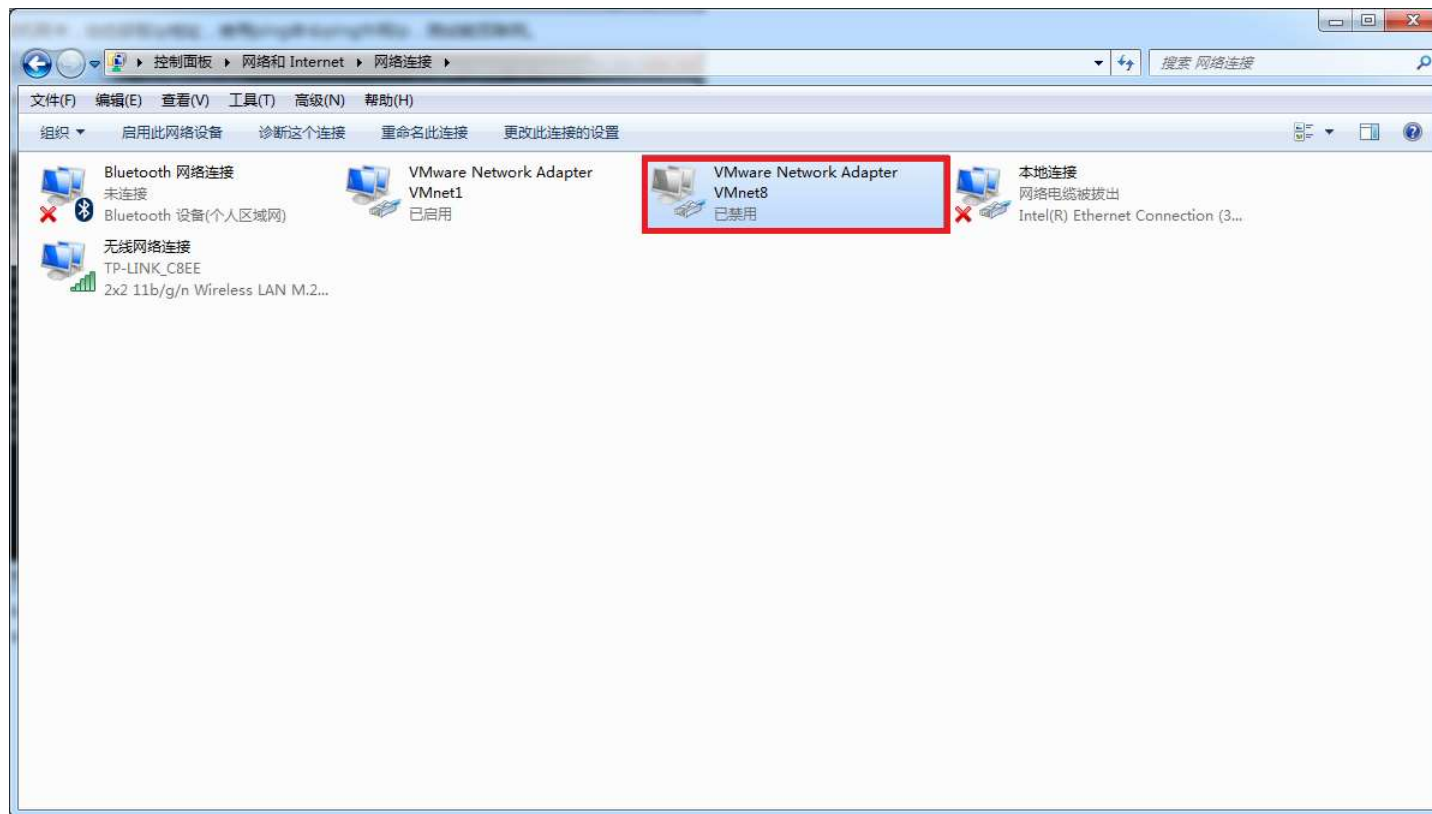 控制面板 网络和 Internet 网络连接
搜索 网络连接
文件(F) 编辑(E) 查看(V) 工具(T) 高级(N) 帮助(H)
组织 启用此网络设备 诊断这个连接 重命名此连接 更改此连接的设置
Bluetooth 网络连接
未连接
Bluetooth 设备(个人区域网)
VMware Network Adapter
VMnet1
已启用
VMware Network Adapter
VMnet8
已禁用
本地连接
网络电缆被拔出
Intel(R) Ethernet Connection (3...
无线网络连接
TP-LINK_C8EE
2x2 11b/g/n Wireless LAN M.2...